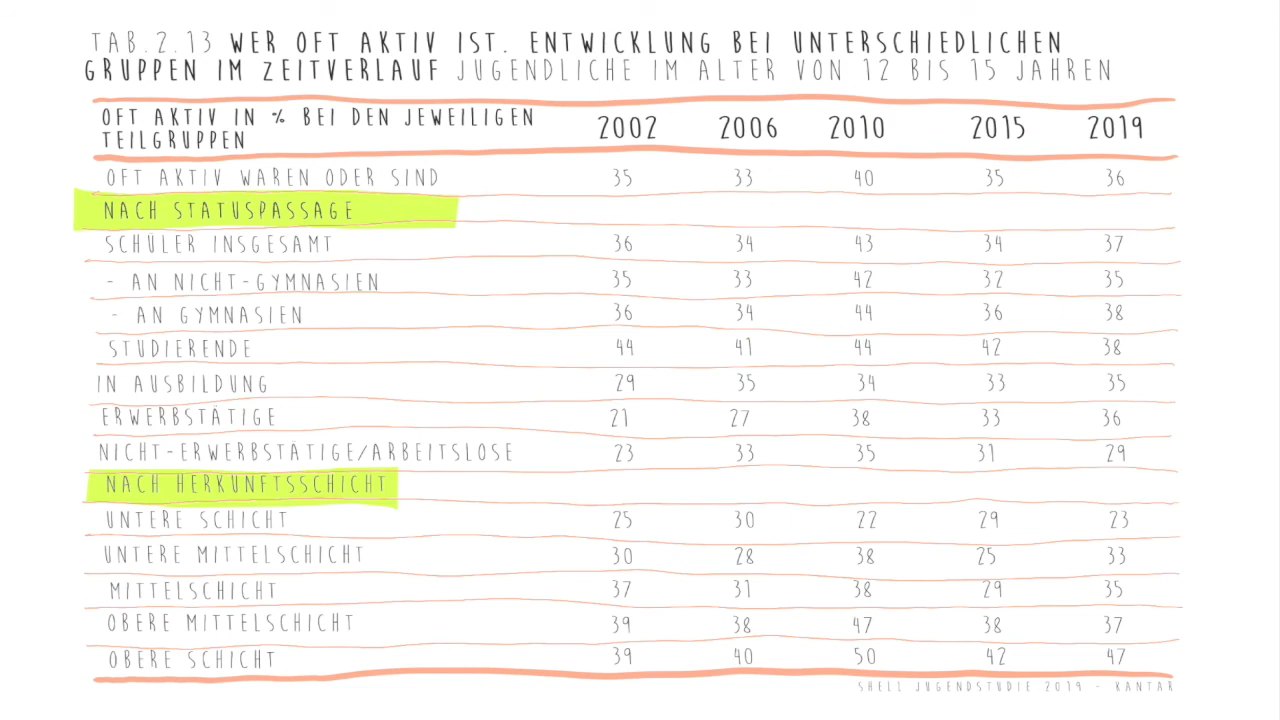 TAB.2.13 WER OFT AKTIV IST. ENTWICKLUNG BEI UNTERSCHIEDLICHEN
GRUPPEN IM ZEITVERLAUF JUGENDLICHE IM ALTER VON 12 BIS 15 JAHREN
OFT AKTIV IN % BEI DEN JEWEILIGEN
TEILGRUPPEN 2002 2006 2010 2015 2019
OFT AKTIV WAREN ODER SIND 35 33 40 35 36
NACH STATUSPASSAGE
SCHÜLER INSGESAMT 36 34 43 34 37
- AN NICHT-GYMNASIEN 35 33 42 32 35
- AN GYMNASIEN 36 34 44 36 38
STUDIERENDE 44 41 44 42 38
IN AUSBILDUNG 29 35 34 33 35
ERWERBSTÄTIGE 21 27 38 33 36
NICHT-ERWERBSTÄTIGE/ARBEITSLOSE 23 33 35 31 29
NACH HERKUNFTSSCHICHT
UNTERE SCHICHT 25 30 22 29 23
UNTERE MITTELSCHICHT 30 28 38 25 33
MITTELSCHICHT 37 31 38 29 35
OBERE MITTELSCHICHT 39 38 47 38 37
OBERE SCHICHT 39 40 50 42 47
SHELL JUGENDSTUDIE 2019 - KANTAR